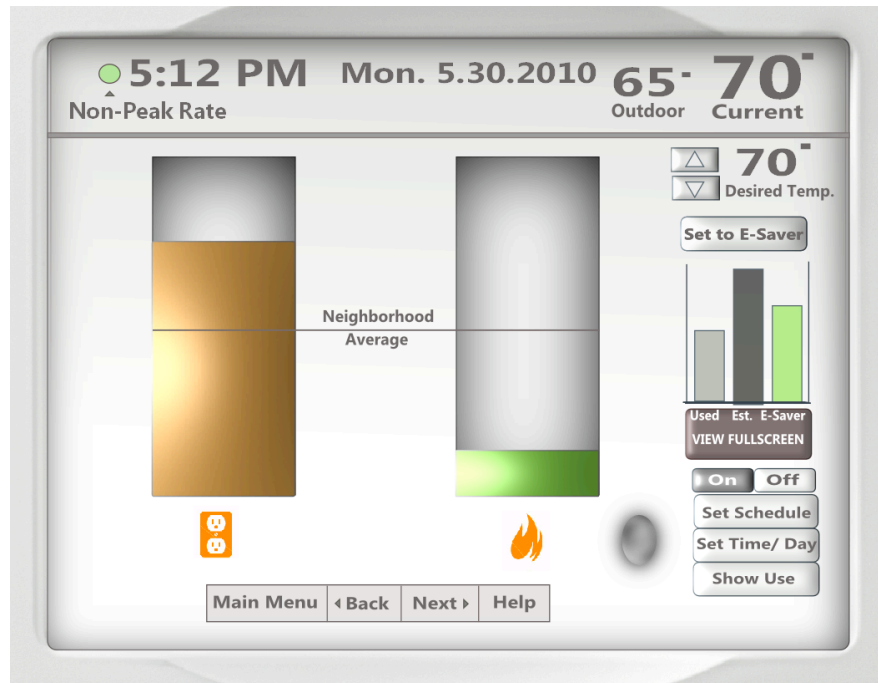 5:12 PM Mon. 5.30.2010 65- 70-
Non-Peak Rate Outdoor Current
70-
Desired Temp.
Set to E-Saver
Neighborhood
Average
Used Est. E-Saver
VIEW FULLSCREEN
On Off
Set Schedule
Set Time/ Day
Show Use
Main Menu Back Next Help